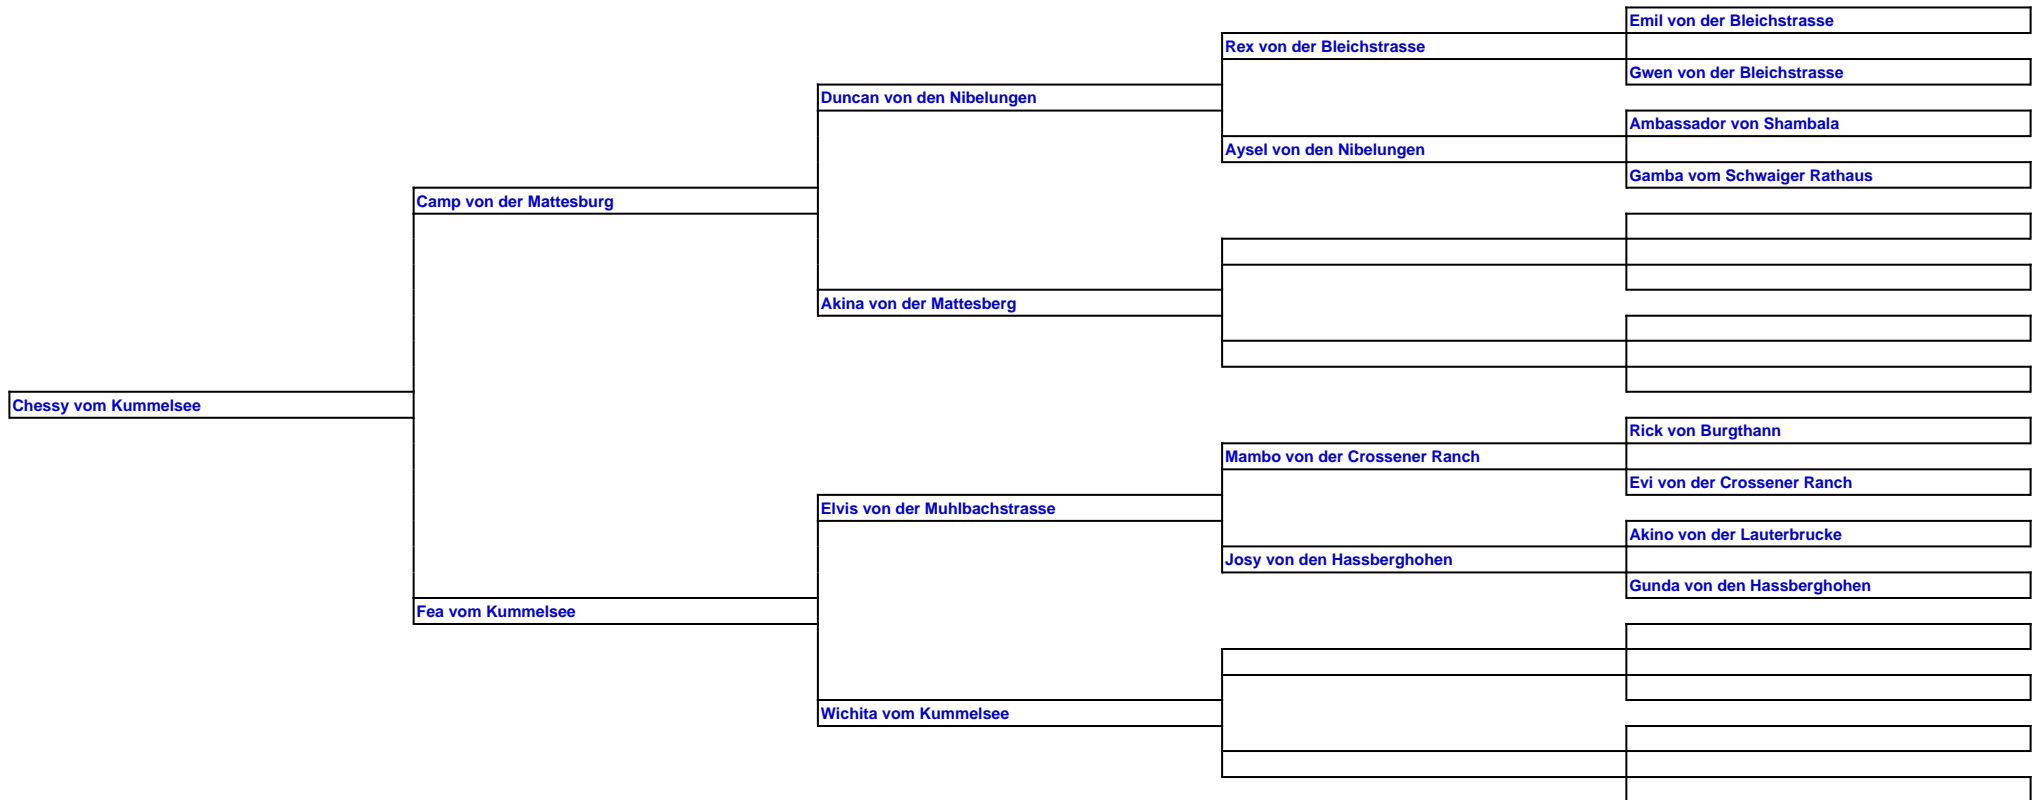 Emil von der Bleichstrasse
Rex von der Bleichstrasse
Gwen von der Bleichstrasse
Duncan von den Nibelungen
Ambassador von Shambala
Aysel von den Nibelungen
Gamba vom Schwaiger Rathaus
Camp von der Mattesburg
Akina von der Mattesberg
Chessy vom Kummelsee
Rick von Burgthann
Mambo von der Crossener Ranch
Evi von der Crossener Ranch
Elvis von der Muhlbachstrasse
Akino von der Lauterbrucke
Josy von den Hassberghohen
Gunda von den Hassberghohen
Fea vom Kummelsee
Wichita vom Kummelsee